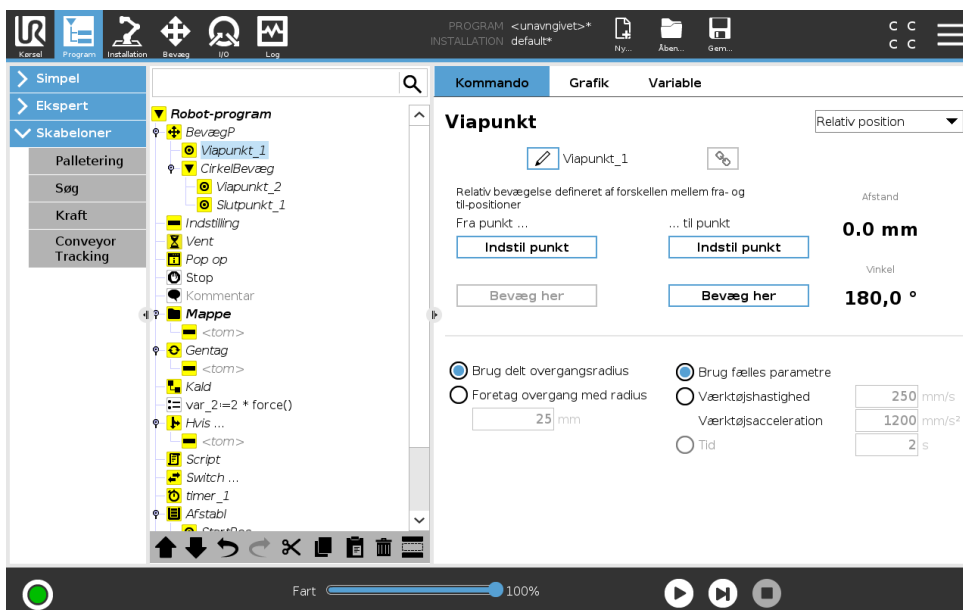 UR
PROGRAM <unavngivet>*
INSTALLATION default*
Kørsel Program Installation Bevæg I/O Log
Ny... Åben... Gem...
C C
C C
Simpel
Ekspert
Skabeloner
Palletering
Søg
Kraft
Conveyor
Tracking
Robot-program
BevægP
Viapunkt_1
CirkelBevæg
Viapunkt_2
Slutpunkt_1
Indstilling
Vent
Pop op
Stop
Kommentar
Mappe
<tom>
Gentag
<tom>
Kald
var_2:=2 * force()
Hvis ...
<tom>
Script
Switch ...
timer_1
Afstabl
StartPos
Kommando Grafik Variable
Viapunkt
Relativ position
Viapunkt_1
Relativ bevægelse defineret af forskellen mellem fra- og
til-positioner
Fra punkt ... ... til punkt
Indstil punkt Indstil punkt
Bevæg her Bevæg her
Afstand
0.0 mm
Vinkel
180,0 °
Brug delt overgangsradius
Foretag overgang med radius
25 mm
Brug fælles parametre
Værktøjshastighed 250 mm/s
Værktøjsacceleration 1200 mm/s²
Tid 2 s
Fart 100%